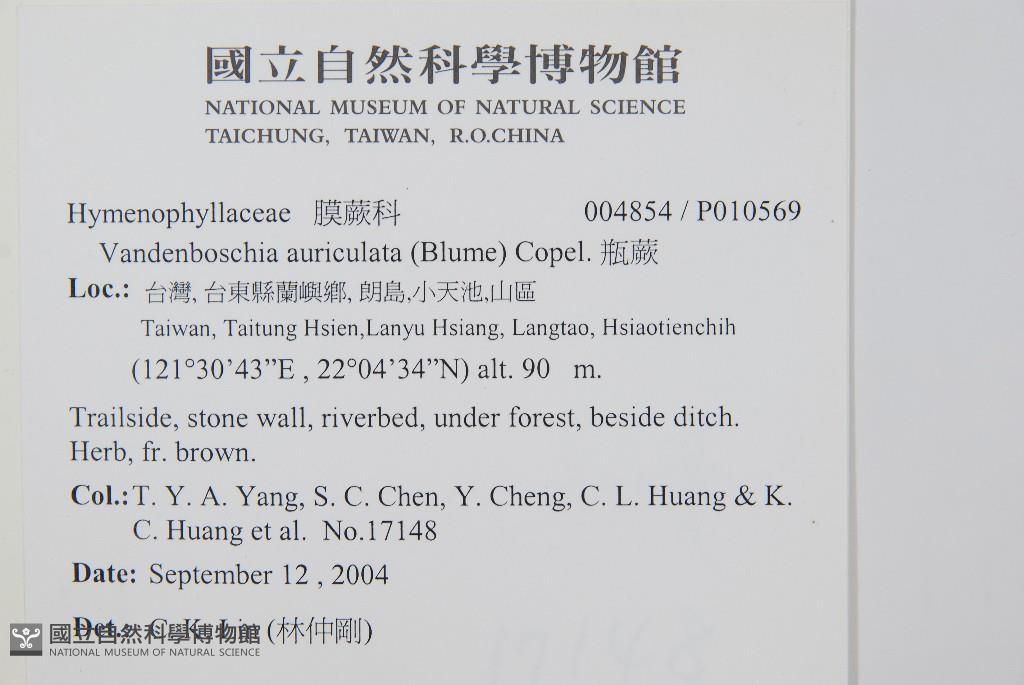 國立自然科學博物館
NATIONAL MUSEUM OF NATURAL SCIENCE
TAICHUNG, TAIWAN, R.O.CHINA
Hymenophyllaceae 膜蕨科 004854 / P010569
Vandenboschia auriculata (Blume) Copel. 瓶蕨
Loc.: 台灣, 台東縣蘭嶼鄉, 朗島,小天池,山區
Taiwan, Taitung Hsien,Lanyu Hsiang, Langtao, Hsiaotienchih
(121°30’43”E , 22°04’34”N) alt. 90 m.
Trailside, stone wall, riverbed, under forest, beside ditch.
Herb, fr. brown.
Col.: T. Y. A. Yang, S. C. Chen, Y. Cheng, C. L. Huang & K.
C. Huang et al. No.17148
Date: September 12 , 2004
Det.: C. K. Lin (林仲剛)
國立自然科學博物館
NATIONAL MUSEUM OF NATURAL SCIENCE